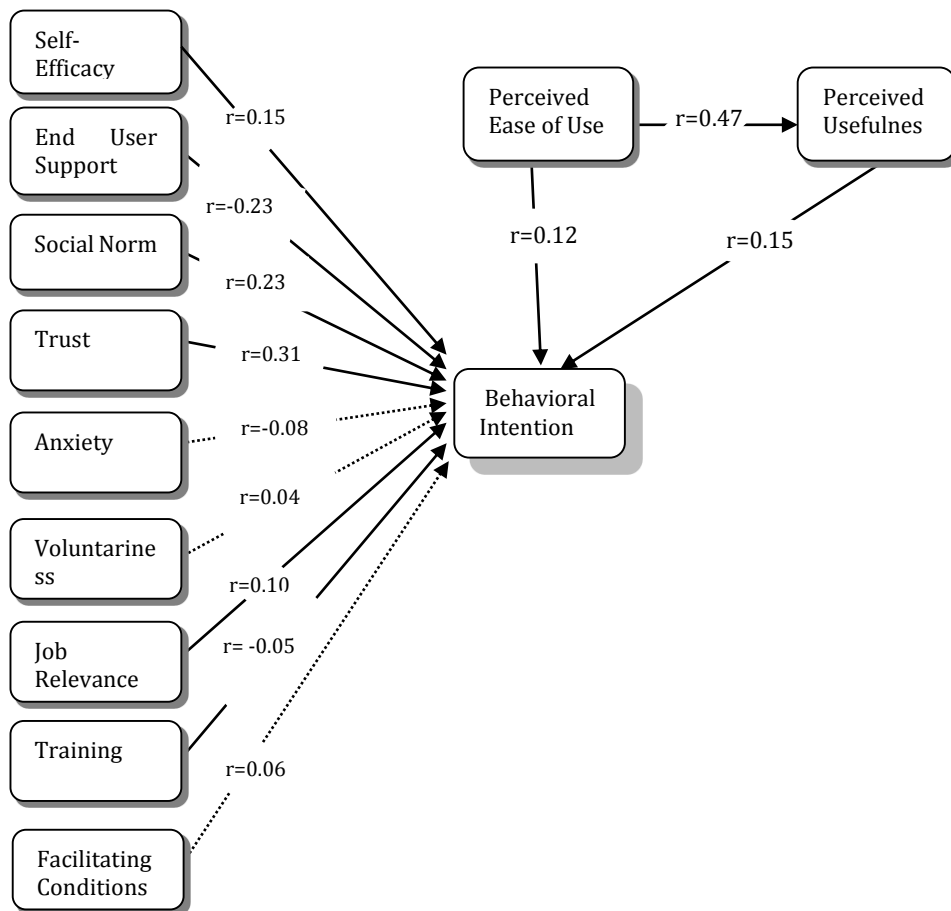 Self-
Efficacy
r=0.15
End User
Support
r=-0.23
Social Norm
r=0.23
Trust
r=0.31
Anxiety
r=-0.08
Voluntarine
ss
r=0.04
Job
Relevance
r=0.10
Training
r= -0.05
Facilitating
Conditions
r=0.06
Perceived
Ease of Use
r=0.47
Perceived
Usefulnes
r=0.12
r=0.15
Behavioral
Intention